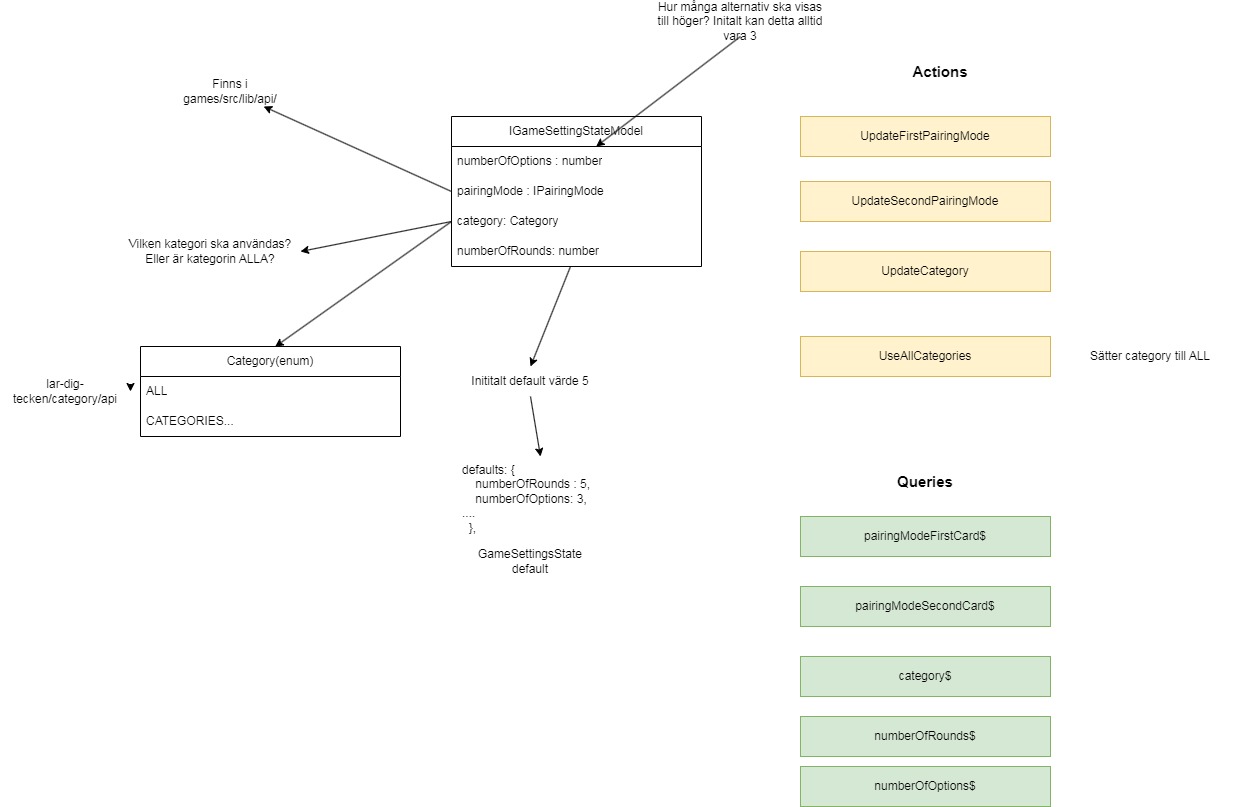 Hur många alternativ ska visas
till höger? Initalt kan detta alltid
vara 3
Finns i
games/src/lib/api/
IGameSettingStateModel
numberOfOptions : number
pairingMode : IPairingMode
category: Category
numberOfRounds: number
Vilken kategori ska användas?
Eller är kategorin ALLA?
Category(enum)
ALL
CATEGORIES...
lar-dig-
tecken/category/api
Inititalt default värde 5
defaults: {
numberOfRounds : 5,
numberOfOptions: 3,
....
},
GameSettingsState
default
Actions
UpdateFirstPairingMode
UpdateSecondPairingMode
UpdateCategory
UseAllCategories
Sätter category till ALL
Queries
pairingModeFirstCard$
pairingModeSecondCard$
category$
numberOfRounds$
numberOfOptions$